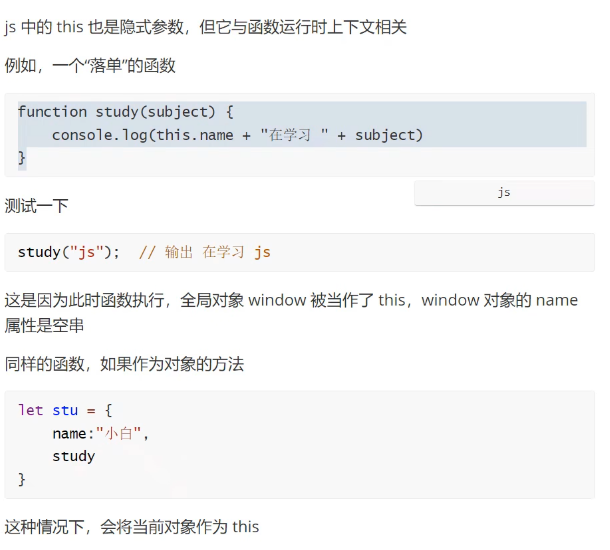 js 中的 this 也是隐式参数，但它与函数运行时上下文相关
例如，一个“落单”的函数
function study(subject) {
    console.log(this.name + "在学习 " + subject)
}
js
测试一下
study("js");  // 输出 在学习 js
这是因为此时函数执行，全局对象 window 被当作了 this，window 对象的 name
属性是空串
同样的函数，如果作为对象的方法
let stu = {
    name:"小白",
    study
}
这种情况下，会将当前对象作为 this